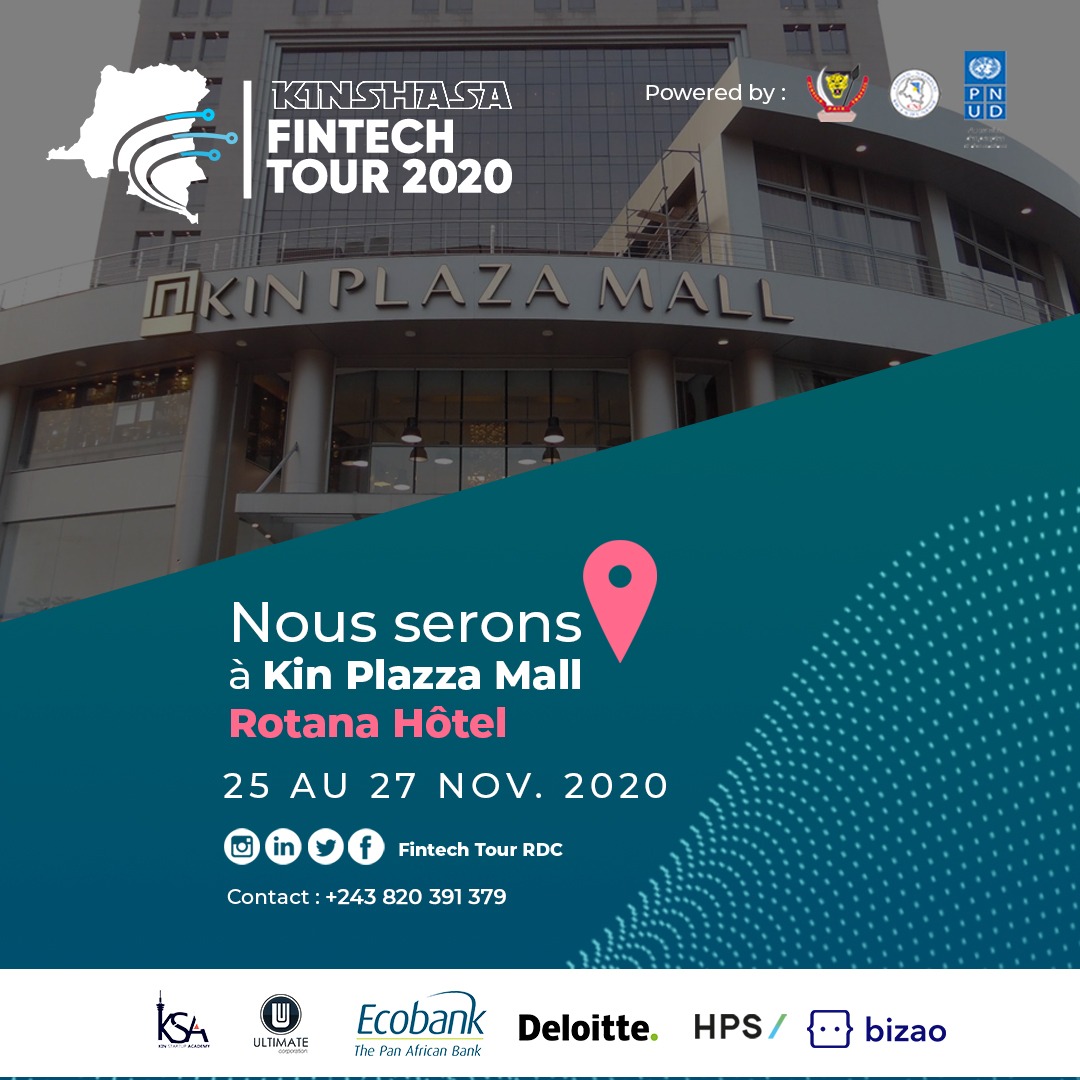 KINSHASA
FINTECH
TOUR 2020
Powered by :
P N
U D
KIN PLAZA MALL
Nous serons
à Kin Plazza Mall
Rotana Hôtel
25 AU 27 NOV. 2020
Fintech Tour RDC
Contact : +243 820 391 379
KSA
KIN STARTUP ACADEMY
ULTIMATE
corporation
Ecobank
The Pan African Bank
Deloitte.
HPS/
bizao